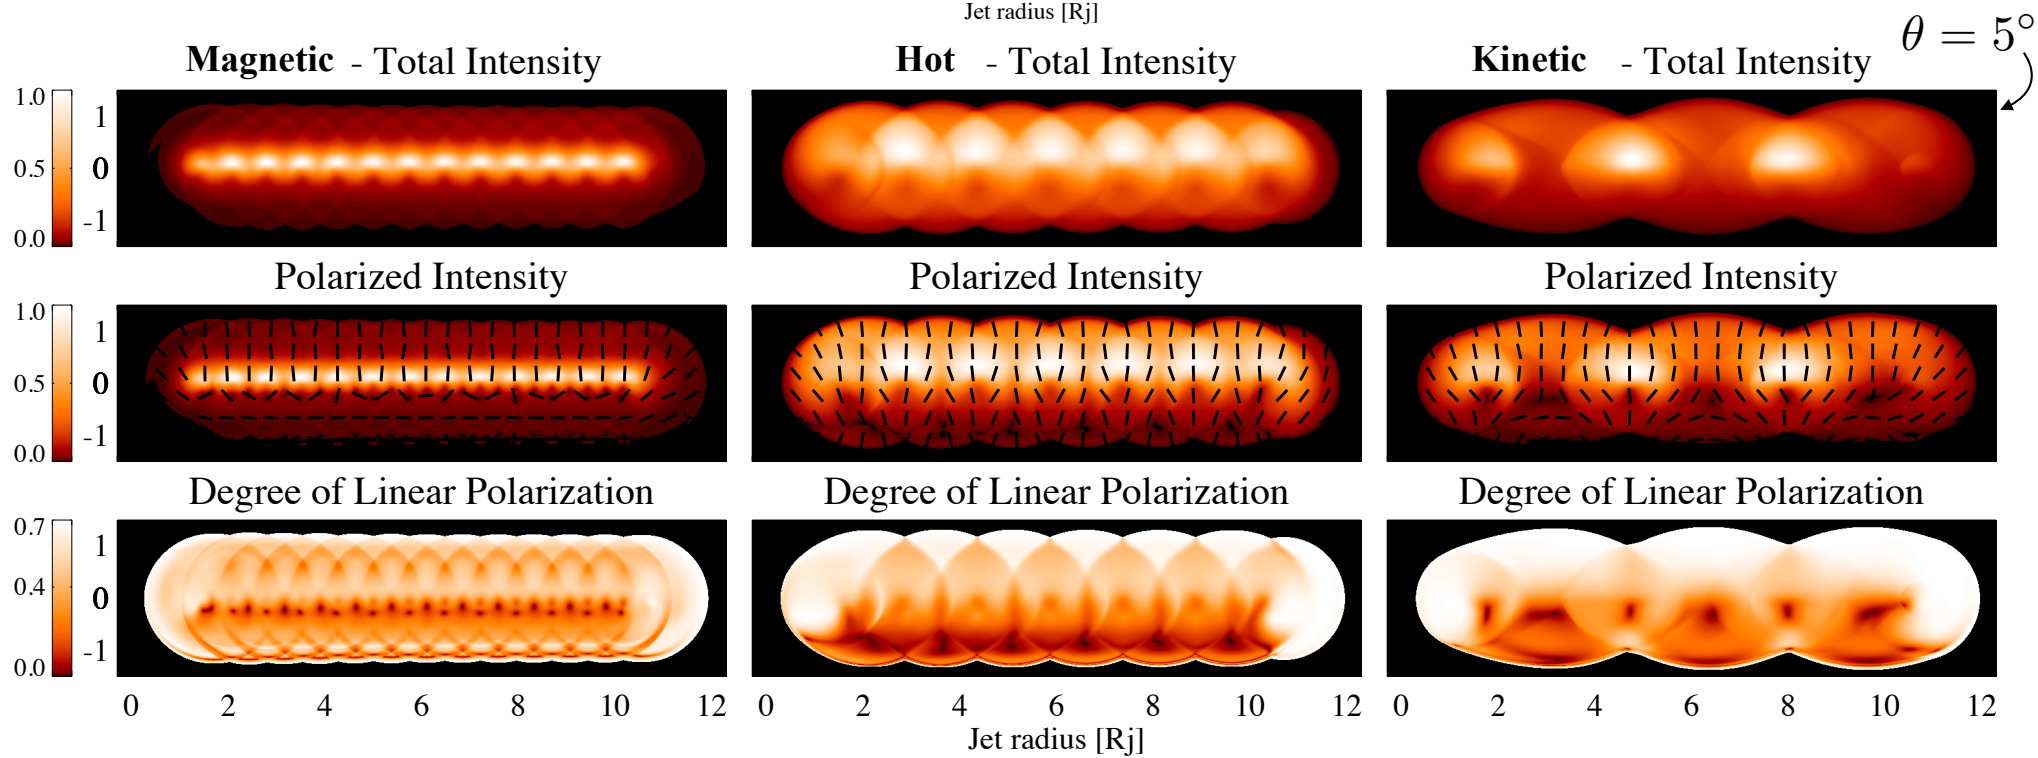 Jet radius [Rj]
θ = 5°
Magnetic - Total Intensity
Hot - Total Intensity
Kinetic - Total Intensity
1.0
0.5
0.0
1
0
-1
Polarized Intensity
Polarized Intensity
Polarized Intensity
1.0
0.5
0.0
1
0
-1
Degree of Linear Polarization
Degree of Linear Polarization
Degree of Linear Polarization
0.7
0.4
0.0
1
0
-1
0 2 4 6 8 10 12
0 2 4 6 8 10 12
0 2 4 6 8 10 12
Jet radius [Rj]